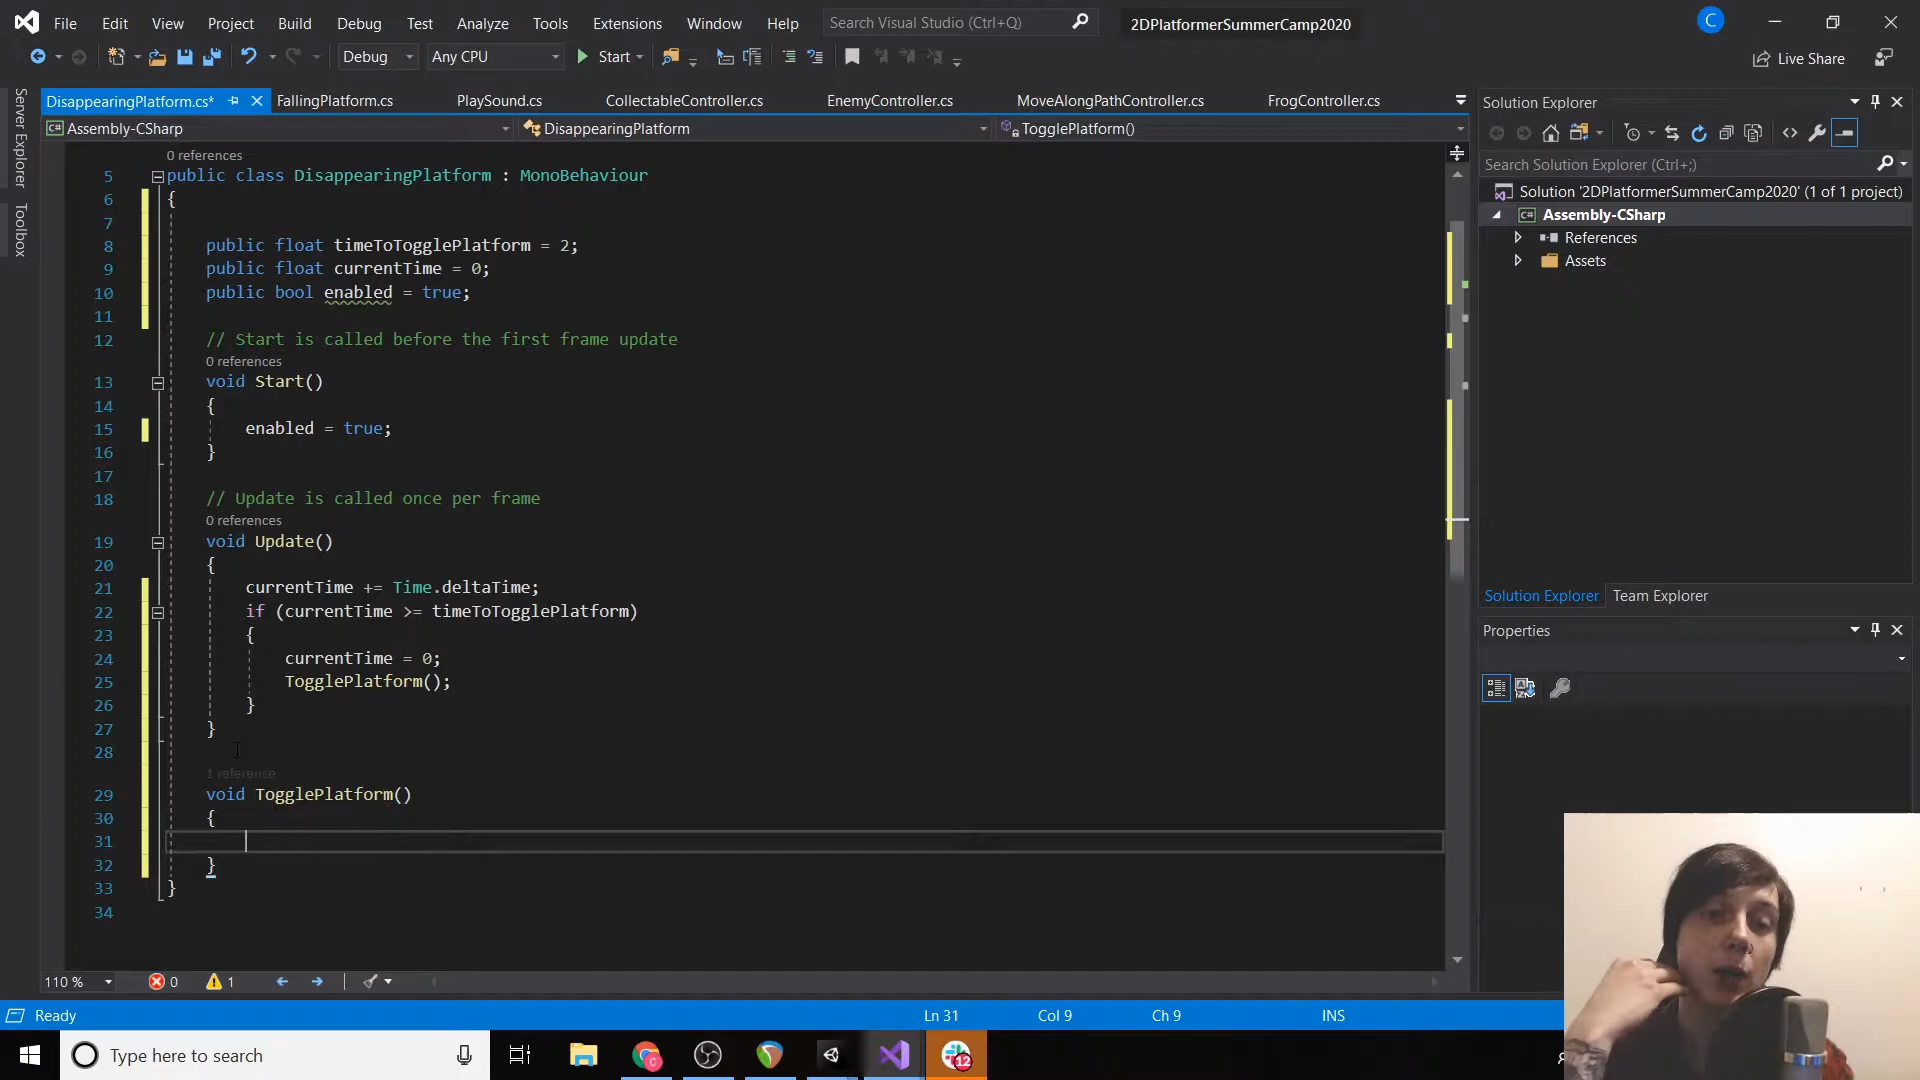 File Edit View Project Build Debug Test Analyze Tools Extensions Window Help Search Visual Studio (Ctrl+Q) 2DPlatformerSummerCamp2020 C
Debug Any CPU Start Live Share
Server Explorer
Toolbox
DisappearingPlatform.cs* FallingPlatform.cs PlaySound.cs CollectableController.cs EnemyController.cs MoveAlongPathController.cs FrogController.cs
C# Assembly-CSharp DisappearingPlatform TogglePlatform()
0 references
5 public class DisappearingPlatform : MonoBehaviour
6 {
7
8 public float timeToTogglePlatform = 2;
9 public float currentTime = 0;
10 public bool enabled = true;
11
12 // Start is called before the first frame update
0 references
13 void Start()
14 {
15 enabled = true;
16 }
17
18 // Update is called once per frame
0 references
19 void Update()
20 {
21 currentTime += Time.deltaTime;
22 if (currentTime >= timeToTogglePlatform)
23 {
24 currentTime = 0;
25 TogglePlatform();
26 }
27 }
28
1 reference
29 void TogglePlatform()
30 {
31
32 }
33 }
34
110 % 0 1
Solution Explorer
Search Solution Explorer (Ctrl+;)
Solution '2DPlatformerSummerCamp2020' (1 of 1 project)
C# Assembly-CSharp
References
Assets
Solution Explorer Team Explorer
Properties
Ready Ln 31 Col 9 Ch 9 INS
Type here to search 12